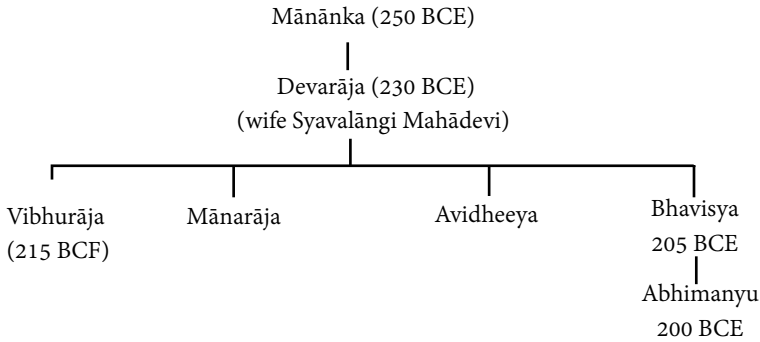 Mānānka (250 BCE)
Devarāja (230 BCE)
(wife Syavalāngi Mahādevi)
Vibhurāja
(215 BCF)
Mānarāja
Avidheeya
Bhavisya
205 BCE
Abhimanyu
200 BCE